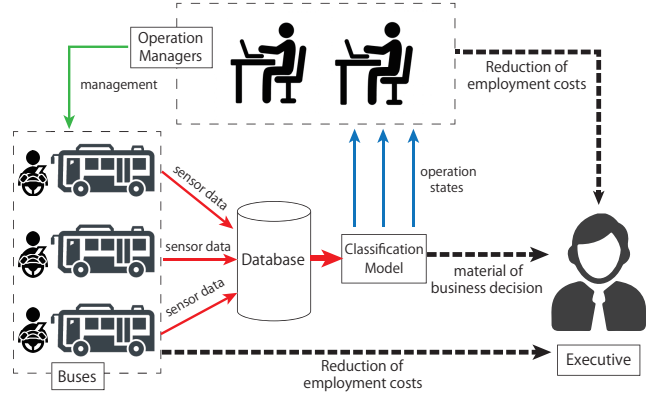 Operation
Managers
management
Reduction of
employment costs
sensor data
sensor data
sensor data
operation
states
Database
Classification
Model
material of
business decision
Buses
Reduction of
employment costs
Executive